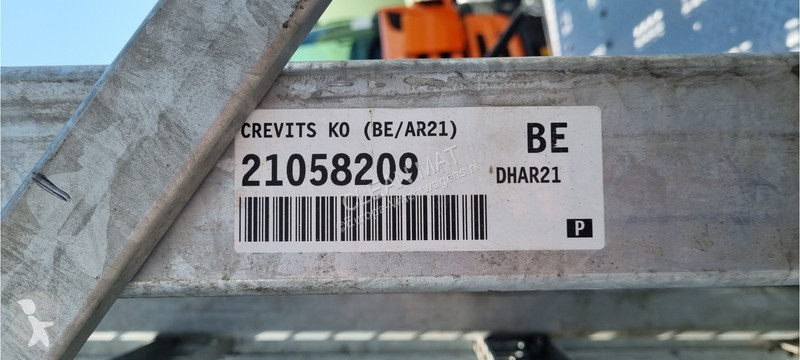 CREVITS KO (BE/AR21)
BE
21058209
DHAR21
P